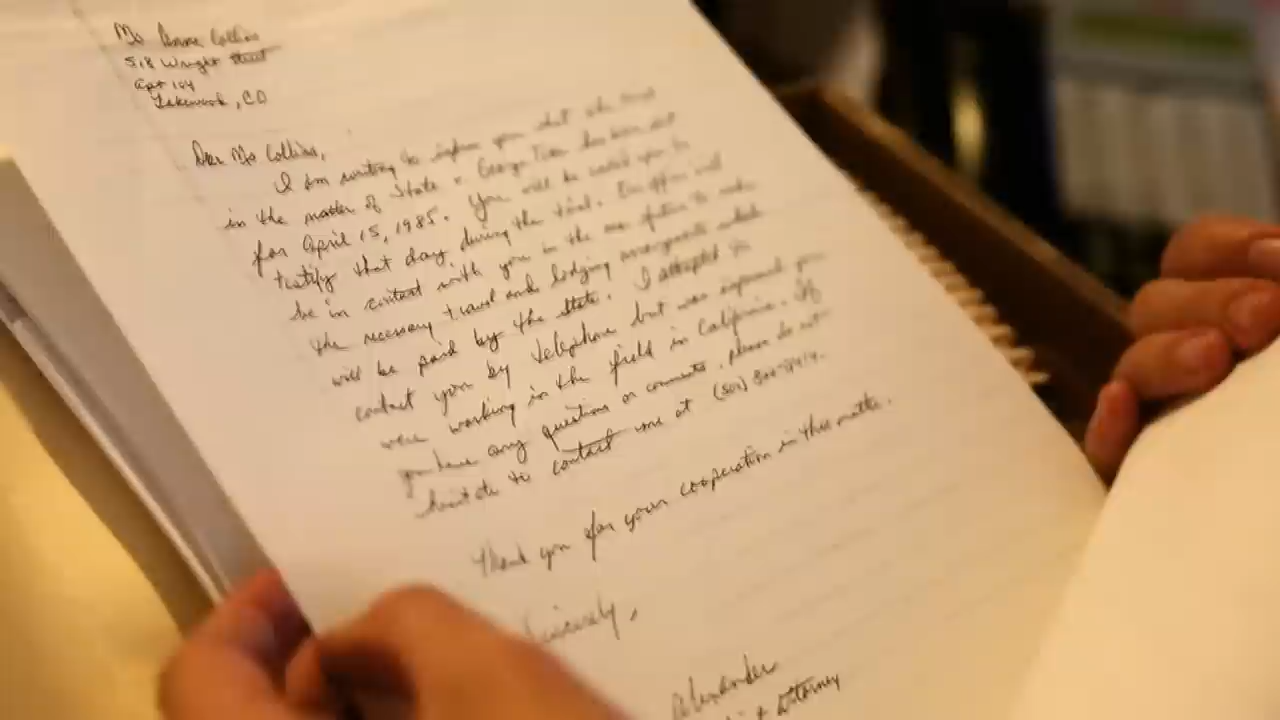 Ms Anne Collins
518 Wright Street
Apt 104
Lakewood, CO
Dear Ms Collins,
I am writing to inform you that the trial
in the matter of State v. George has been set
for April 15, 1985. You will be called upon to
testify that day, during the trial. Our office will
be in contact with you in the near future to make
the necessary travel and lodging arrangements which
will be paid by the State. I attempted to
contact you by telephone but was informed you
were working in the field in California. If
you have any questions or comments, please do not
hesitate to contact me at
Thank you for your cooperation in this matter.
Sincerely,
Alexander
Attorney